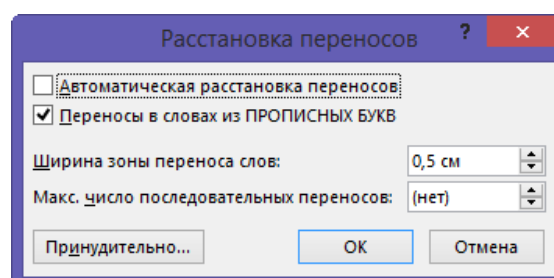 Расстановка переносов ? ×
Автоматическая расстановка переносов
Переносы в словах из ПРОПИСНЫХ БУКВ
Ширина зоны переноса слов: 0,5 см
Макс. число последовательных переносов: (нет)
Принудительно... ОК Отмена